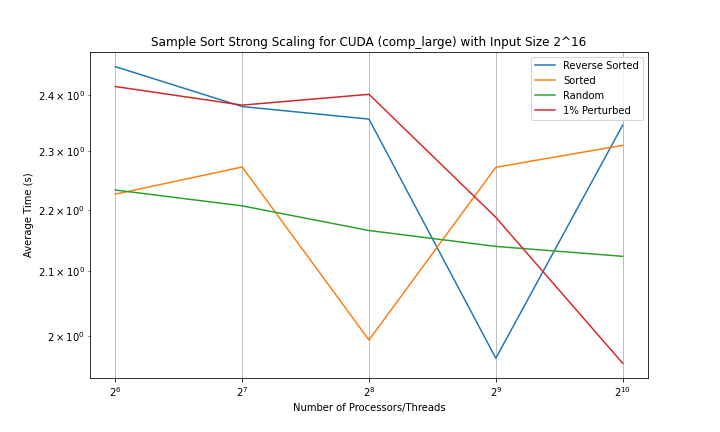 Sample Sort Strong Scaling for CUDA (comp_large) with Input Size 2^16
Reverse Sorted
Sorted
Random
1% Perturbed
Average Time (s)
2.4 × 10⁰
2.3 × 10⁰
2.2 × 10⁰
2.1 × 10⁰
2 × 10⁰
2⁶ 2⁷ 2⁸ 2⁹ 2¹⁰
Number of Processors/Threads